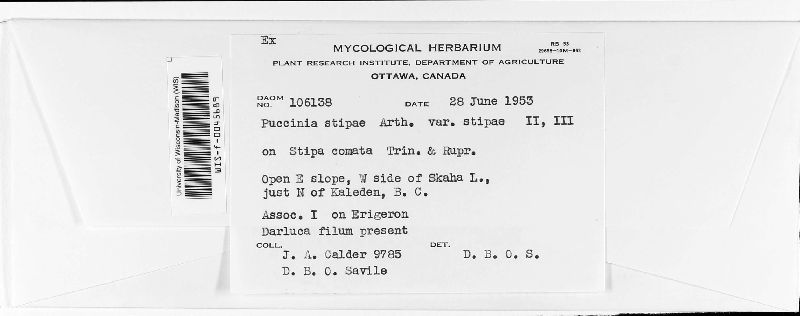 Ex
MYCOLOGICAL HERBARIUM
PLANT RESEARCH INSTITUTE, DEPARTMENT OF AGRICULTURE
OTTAWA, CANADA
DAOM NO. 106138 DATE 28 June 1953
Puccinia stipae Arth. var. stipae II, III
on Stipa comata Trin. & Rupr.
Open E slope, W side of Skaha L.,
just N of Kaleden, B. C.
Assoc. I on Erigeron
Darluca filum present
COLL. DET.
J. A. Calder 9785 D. B. O. S.
D. B. O. Savile
University of Wisconsin-Madison (WIS)
WIS-f-0045689